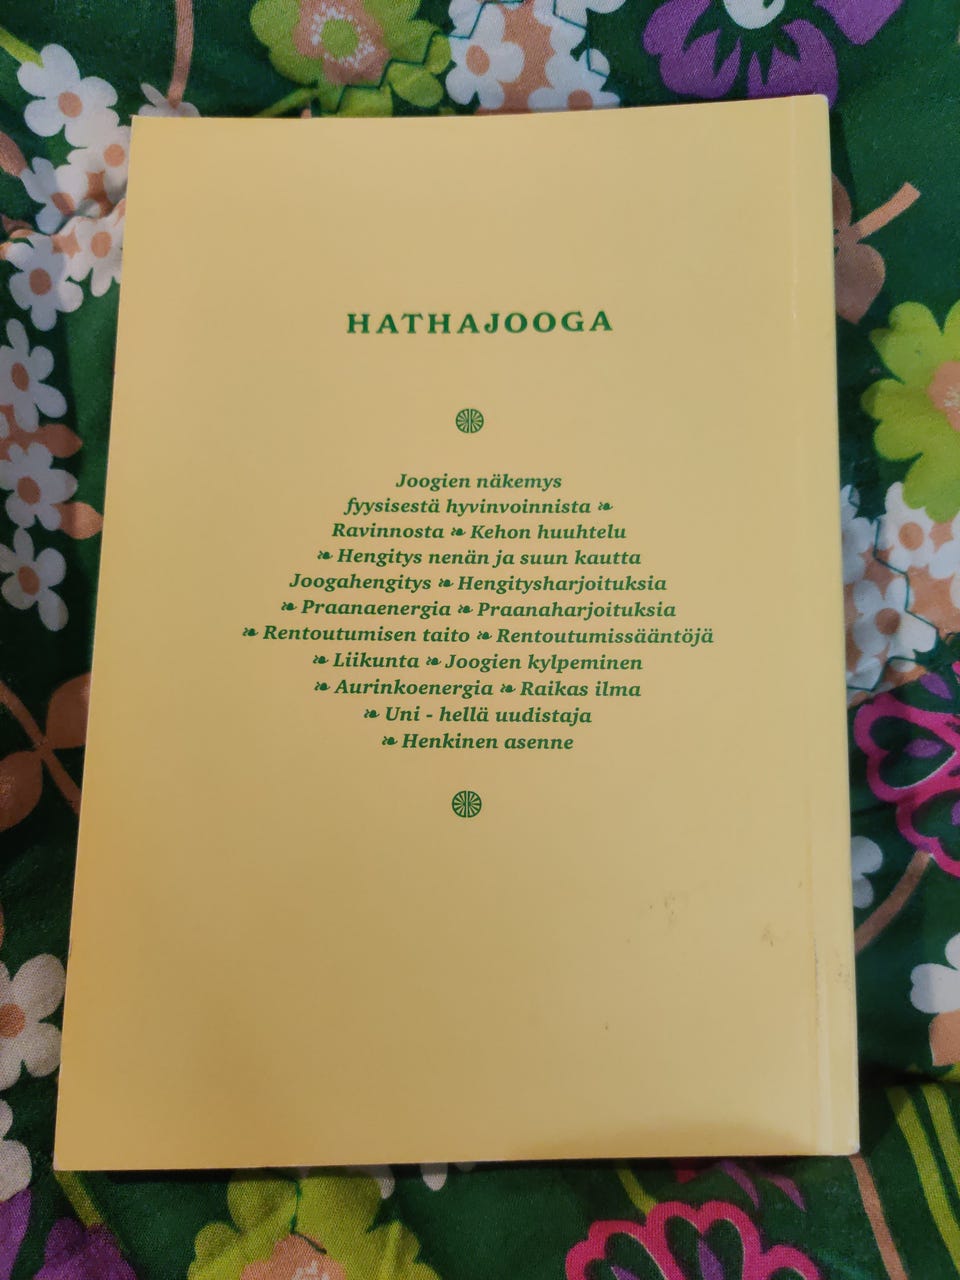 HATHAJOOGA
Joogien näkemys
fyysisestä hyvinvoinnista ❧
Ravinnosta ❧ Kehon huuhtelu
❧ Hengitys nenän ja suun kautta
Joogahengitys ❧ Hengitysharjoituksia
❧ Praanaenergia ❧ Praanaharjoituksia
❧ Rentoutumisen taito ❧ Rentoutumissääntöjä
❧ Liikunta ❧ Joogien kylpeminen
❧ Aurinkoenergia ❧ Raikas ilma
❧ Uni - hellä uudistaja
❧ Henkinen asenne